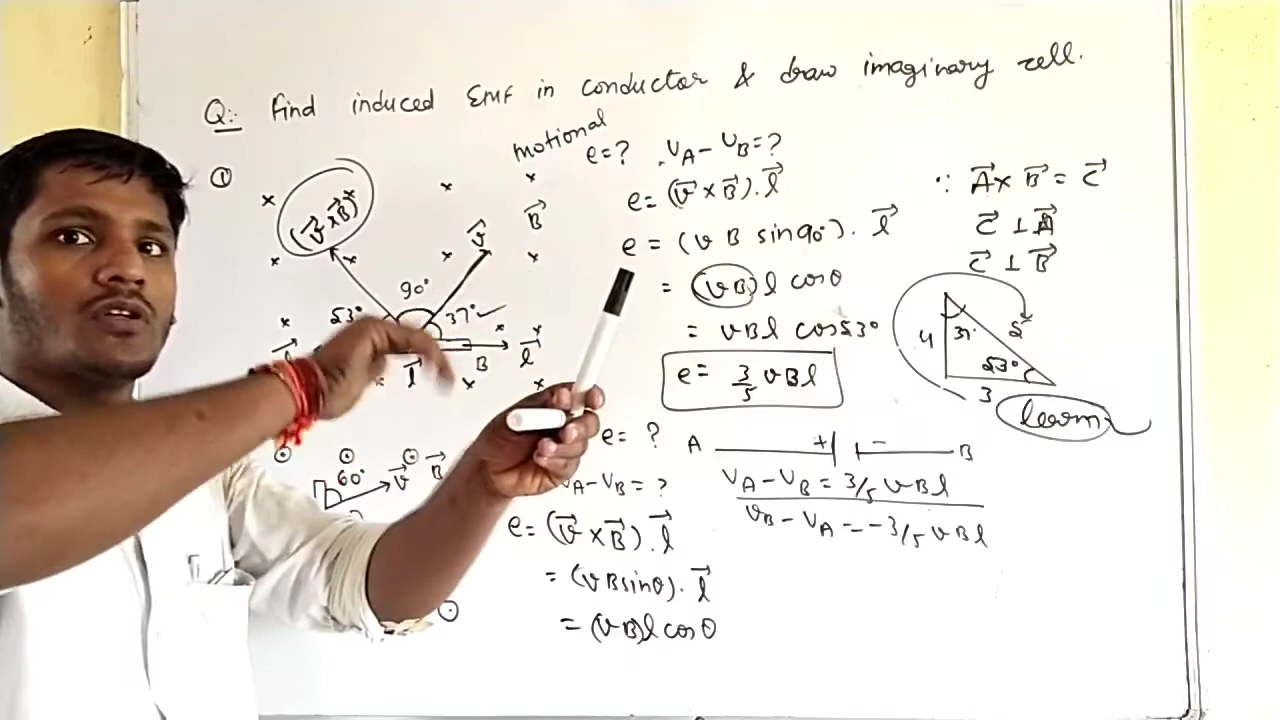 Q:- Find induced EMF in conductor & draw imaginary cell.
motional
e=? , VA - VB = ?
①
e = (v⃗ × B⃗). l⃗
e = (v B sin90°). l⃗
= (vB) l cosθ
= vBl cos53°
e = 3/5 vBl
∵ A⃗ × B⃗ = C⃗
C⃗ ⊥ A⃗
C⃗ ⊥ B⃗
4 37° 5
53°
3
learn
(v⃗ × B⃗)
v⃗ B⃗
90°
53° 37° ✓
l⃗ B l⃗
e = ?
VA - VB = ?
e = (v⃗ × B⃗). l⃗
= (vBsinθ). l⃗
= (vB)l cosθ
60° v⃗ B⃗
A + - B
VA - VB = 3/5 vBl
VB - VA = -3/5 vBl